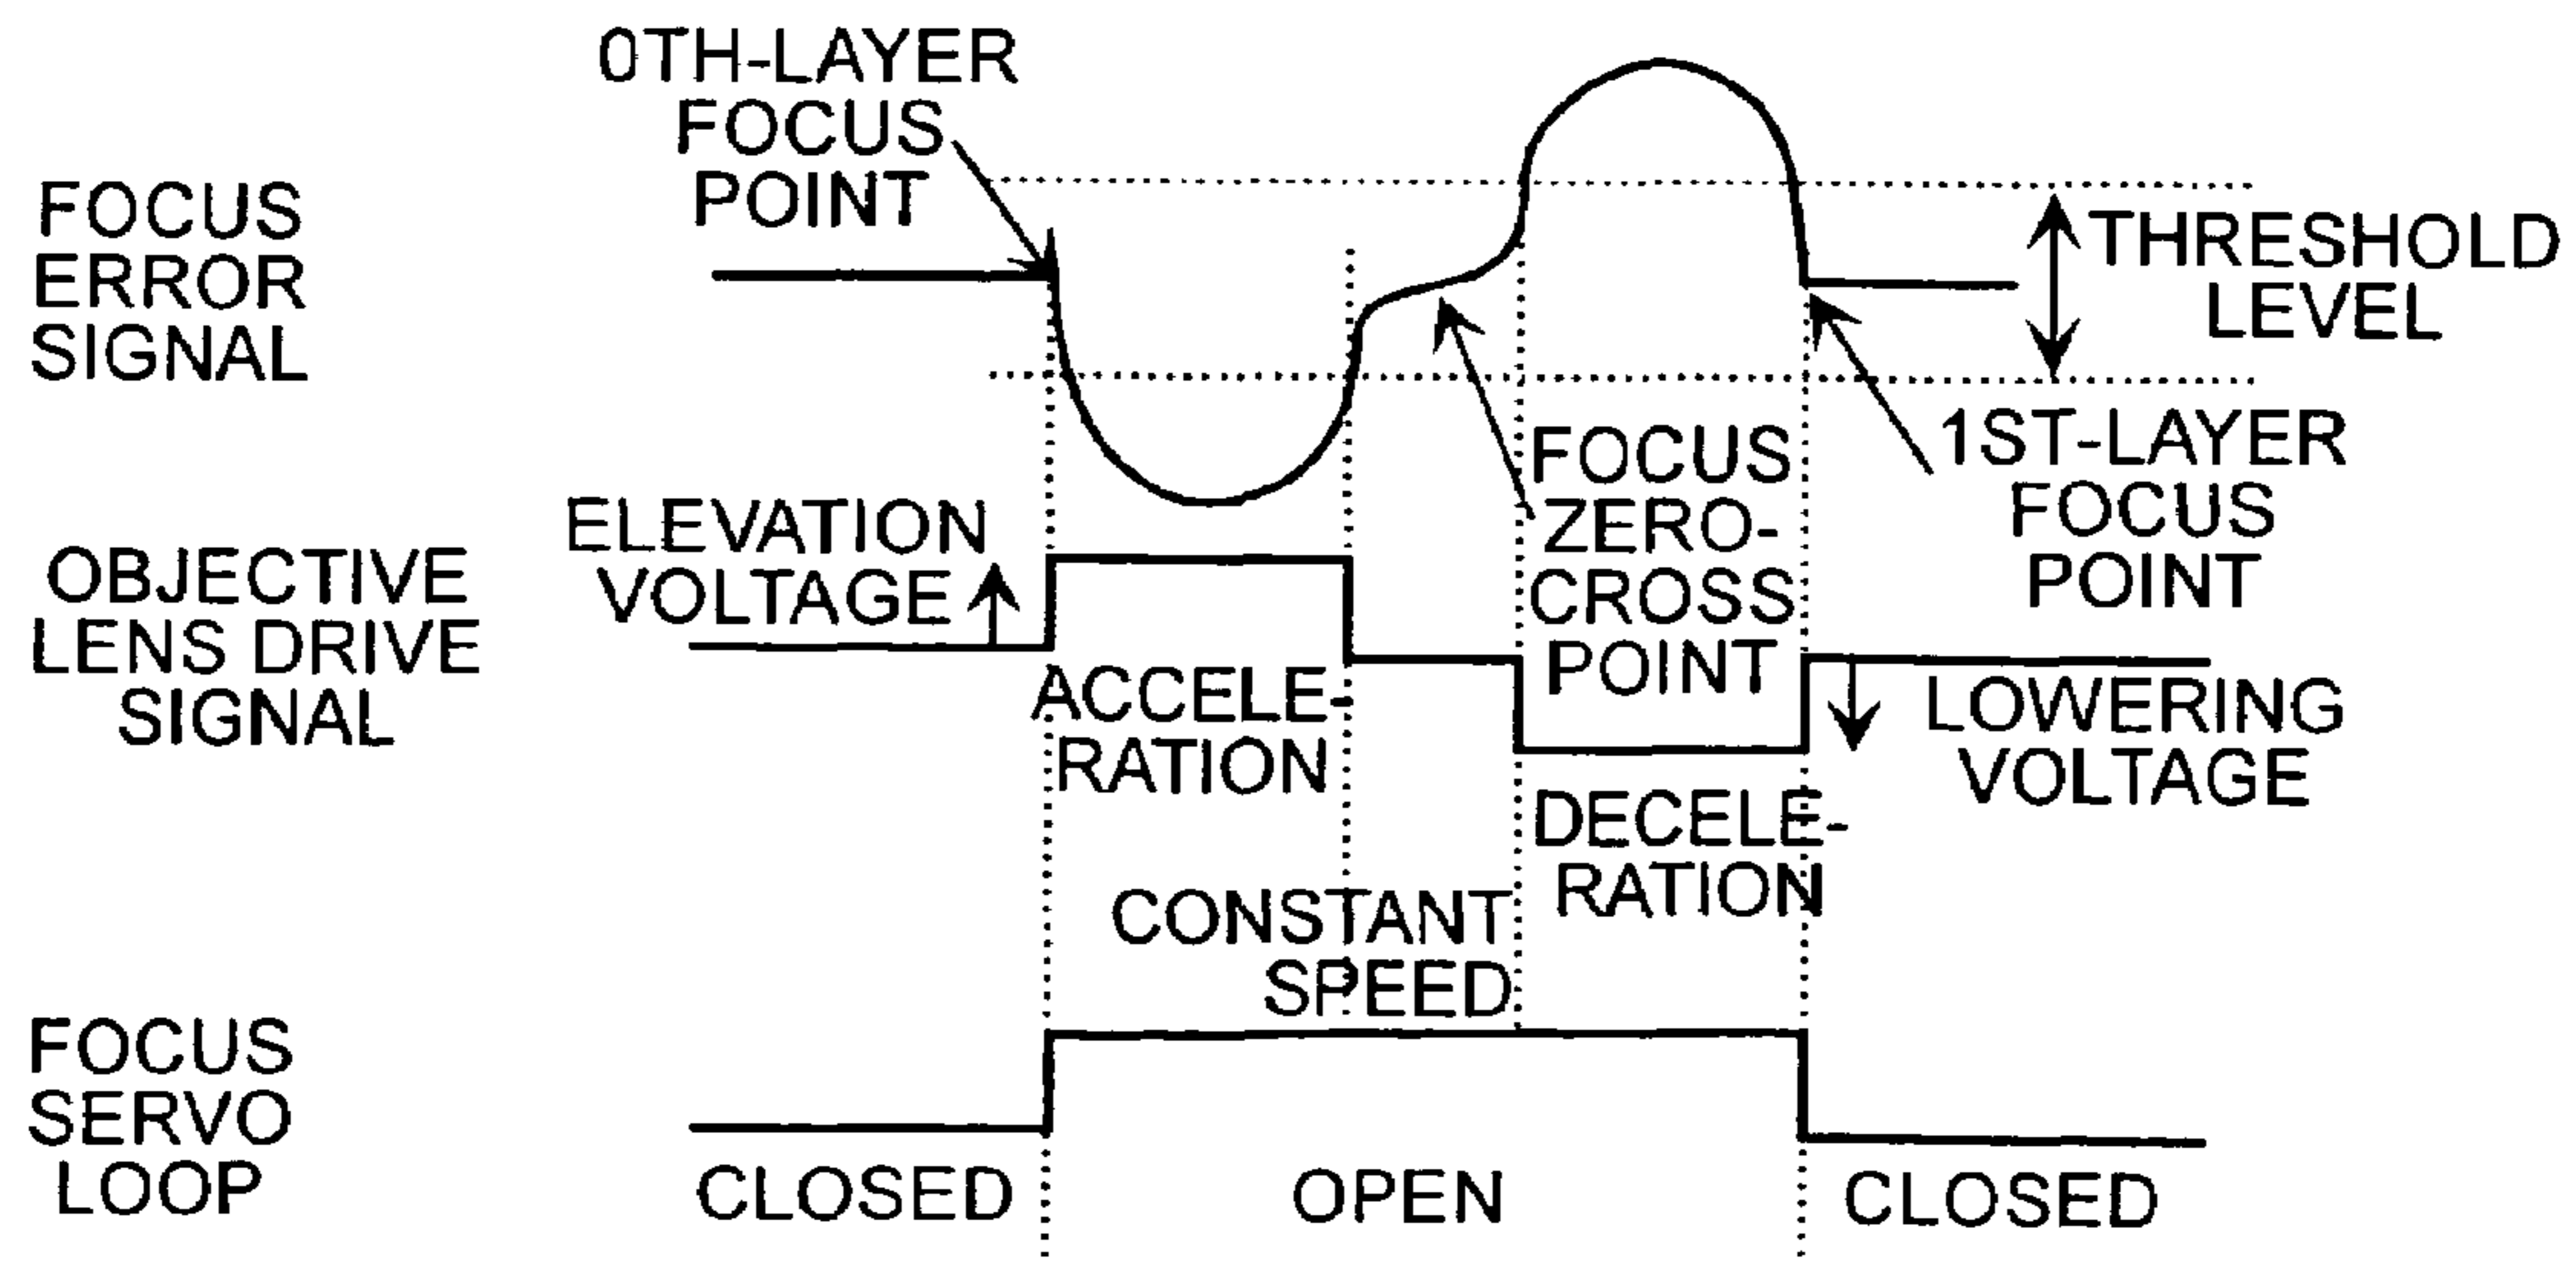 0TH-LAYER
FOCUS
POINT
FOCUS
ERROR
SIGNAL
THRESHOLD
LEVEL
FOCUS
ZERO-
CROSS
POINT
1ST-LAYER
FOCUS
POINT
OBJECTIVE
LENS DRIVE
SIGNAL
ELEVATION
VOLTAGE
ACCELE-
RATION
CONSTANT
SPEED
DECELE-
RATION
LOWERING
VOLTAGE
FOCUS
SERVO
LOOP
CLOSED
OPEN
CLOSED